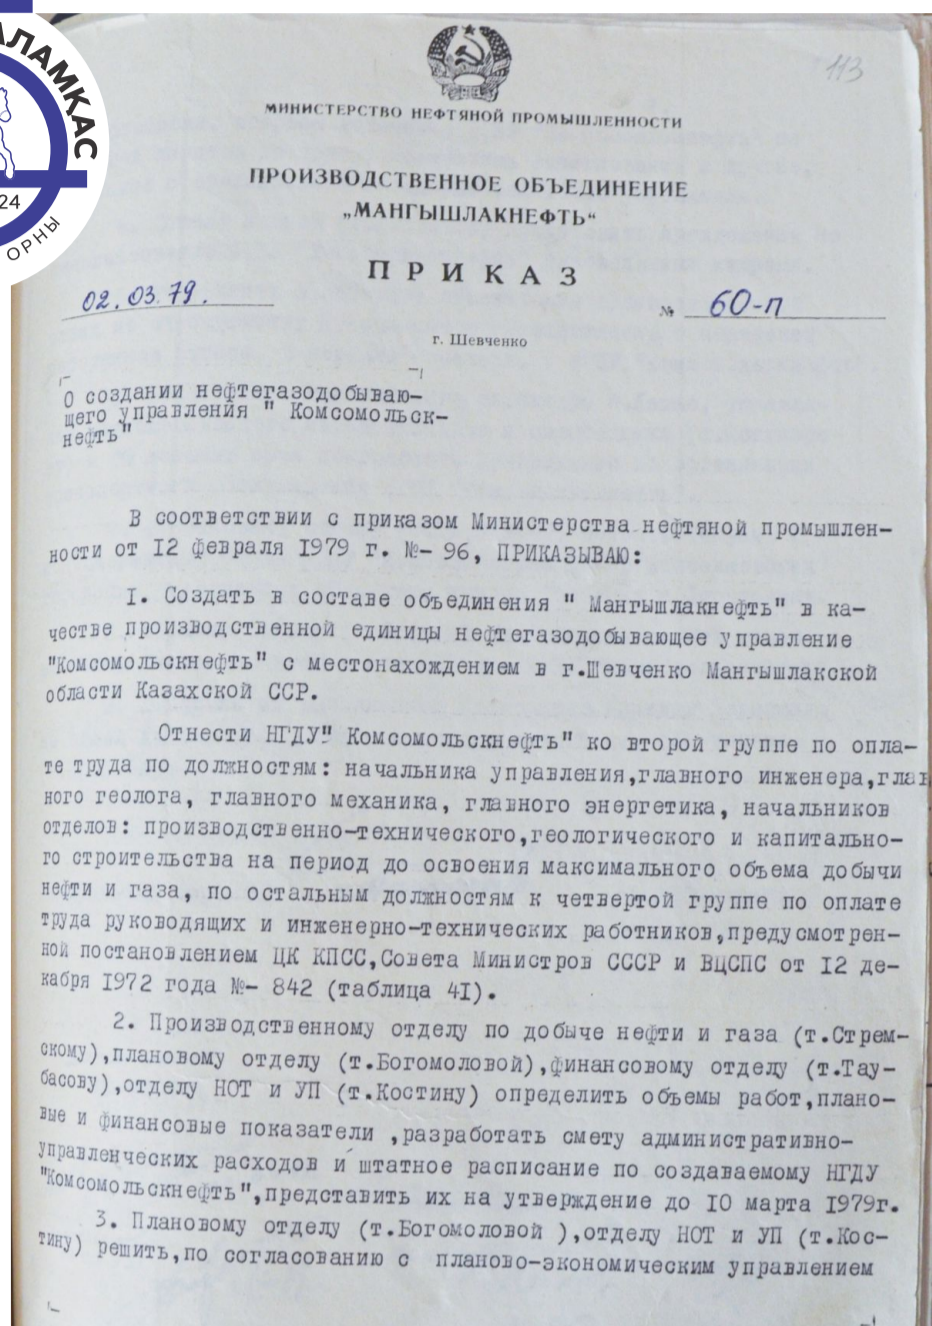 АЛАМҚАС
24
ОРНЫ
113
МИНИСТЕРСТВО НЕФТЯНОЙ ПРОМЫШЛЕННОСТИ
ПРОИЗВОДСТВЕННОЕ ОБЪЕДИНЕНИЕ
„МАНГЫШЛАКНЕФТЬ“
ПРИКАЗ
02.03.79. № 60-п
г. Шевченко
О создании нефтегазодобываю-
щего управления " Комсомольск-
нефть"
В соответствии с приказом Министерства нефтяной промышлен-
ности от 12 февраля 1979 г. №- 96, ПРИКАЗЫВАЮ:
I. Создать в составе объединения " Мангышлакнефть" в ка-
честве производственной единицы нефтегазодобывающее управление
"Комсомольскнефть" с местонахождением в г.Шевченко Мангышлакской
области Казахской ССР.
Отнести НГДУ" Комсомольскнефть" ко второй группе по опла-
те труда по должностям: начальника управления,главного инженера,глав
ного геолога, главного механика, главного энергетика, начальников
отделов: производственно-технического,геологического и капитально-
го строительства на период до освоения максимального объема добычи
нефти и газа, по остальным должностям к четвертой группе по оплате
труда руководящих и инженерно-технических работников,предусмотрен-
ной постановлением ЦК КПСС,Совета Министров СССР и ВЦСПС от 12 де-
кабря 1972 года №- 842 (таблица 41).
2. Производственному отделу по добыче нефти и газа (т.Стрем-
скому),плановому отделу (т.Богомоловой),финансовому отделу (т.Тау-
басову),отделу НОТ и УП (т.Костину) определить объемы работ,плано-
вые и финансовые показатели ,разработать смету административно-
управленческих расходов и штатное расписание по создаваемому НГДУ
"Комсомольскнефть",представить их на утверждение до 10 марта 1979г.
3. Плановому отделу (т.Богомоловой ),отделу НОТ и УП (т.Кос-
тину) решить,по согласованию с планово-экономическим управлением